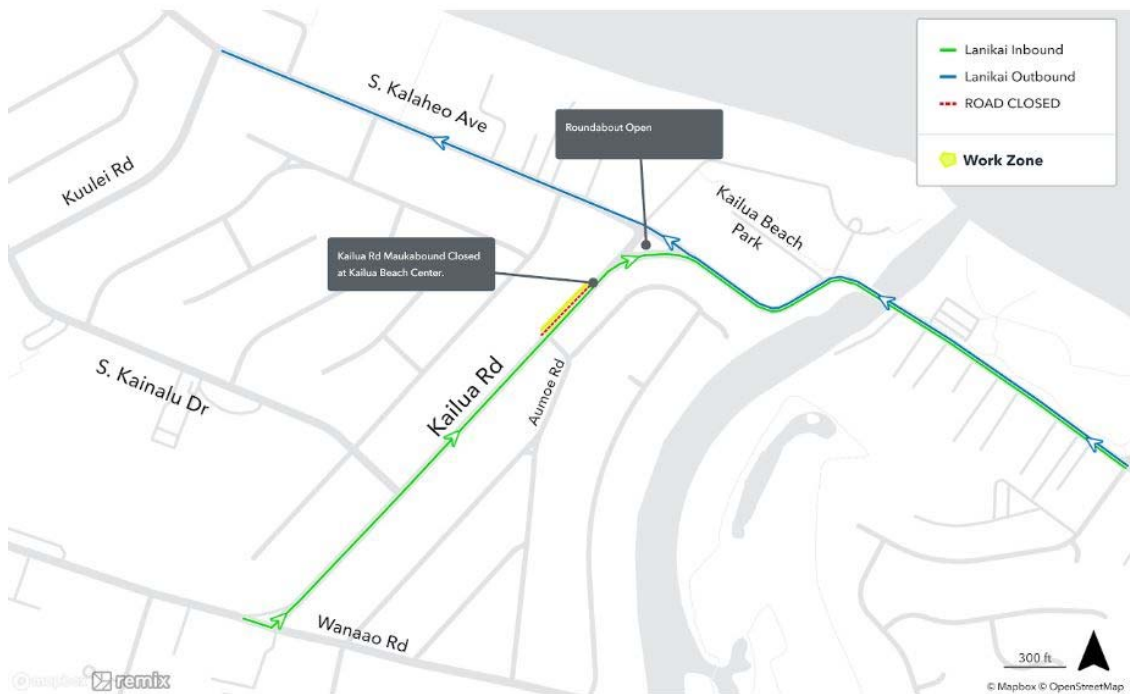 Lanikai Inbound
Lanikai Outbound
ROAD CLOSED
Work Zone
S. Kalaheo Ave
Roundabout Open
Kuulei Rd
Kailua Beach
Park
Kailua Rd Maukabound Closed
at Kailua Beach Center.
S. Kainalu Dr
Kailua Rd
Aumoe Rd
Wanaao Rd
300 ft
mapbox remix
© Mapbox © OpenStreetMap